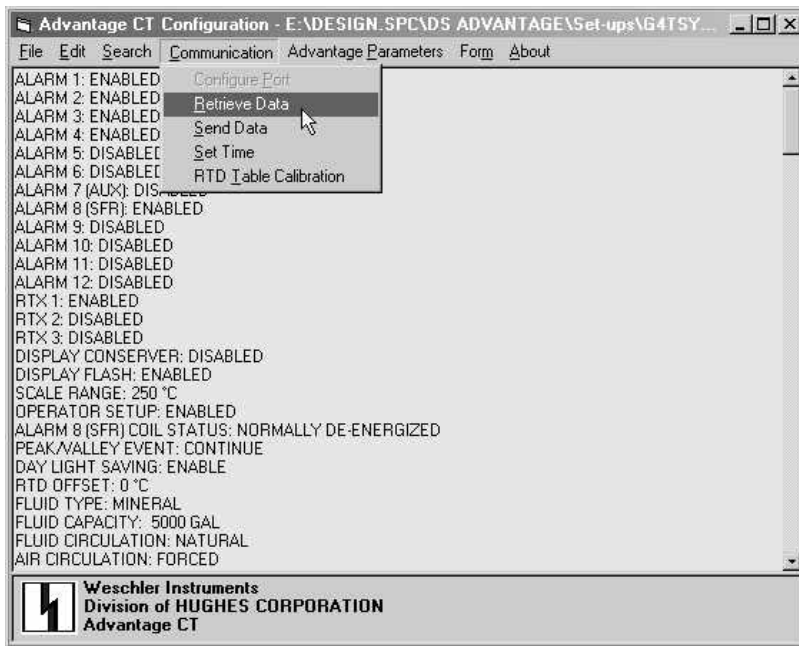 Advantage CT Configuration - E:\DESIGN.SPC\DS ADVANTAGE\Set-ups\G4TSY...
File Edit Search Communication Advantage Parameters Form About
Configure Port
Retrieve Data
Send Data
Set Time
RTD Table Calibration
ALARM 1: ENABLED
ALARM 2: ENABLED
ALARM 3: ENABLED
ALARM 4: ENABLED
ALARM 5: DISABLED
ALARM 6: DISABLED
ALARM 7 (AUX): DISABLED
ALARM 8 (SFR): ENABLED
ALARM 9: DISABLED
ALARM 10: DISABLED
ALARM 11: DISABLED
ALARM 12: DISABLED
RTX 1: ENABLED
RTX 2: DISABLED
RTX 3: DISABLED
DISPLAY CONSERVER: DISABLED
DISPLAY FLASH: ENABLED
SCALE RANGE: 250 °C
OPERATOR SETUP: ENABLED
ALARM 8 (SFR) COIL STATUS: NORMALLY DE-ENERGIZED
PEAK/VALLEY EVENT: CONTINUE
DAY LIGHT SAVING: ENABLE
RTD OFFSET: 0 °C
FLUID TYPE: MINERAL
FLUID CAPACITY: 5000 GAL
FLUID CIRCULATION: NATURAL
AIR CIRCULATION: FORCED
Weschler Instruments
Division of HUGHES CORPORATION
Advantage CT